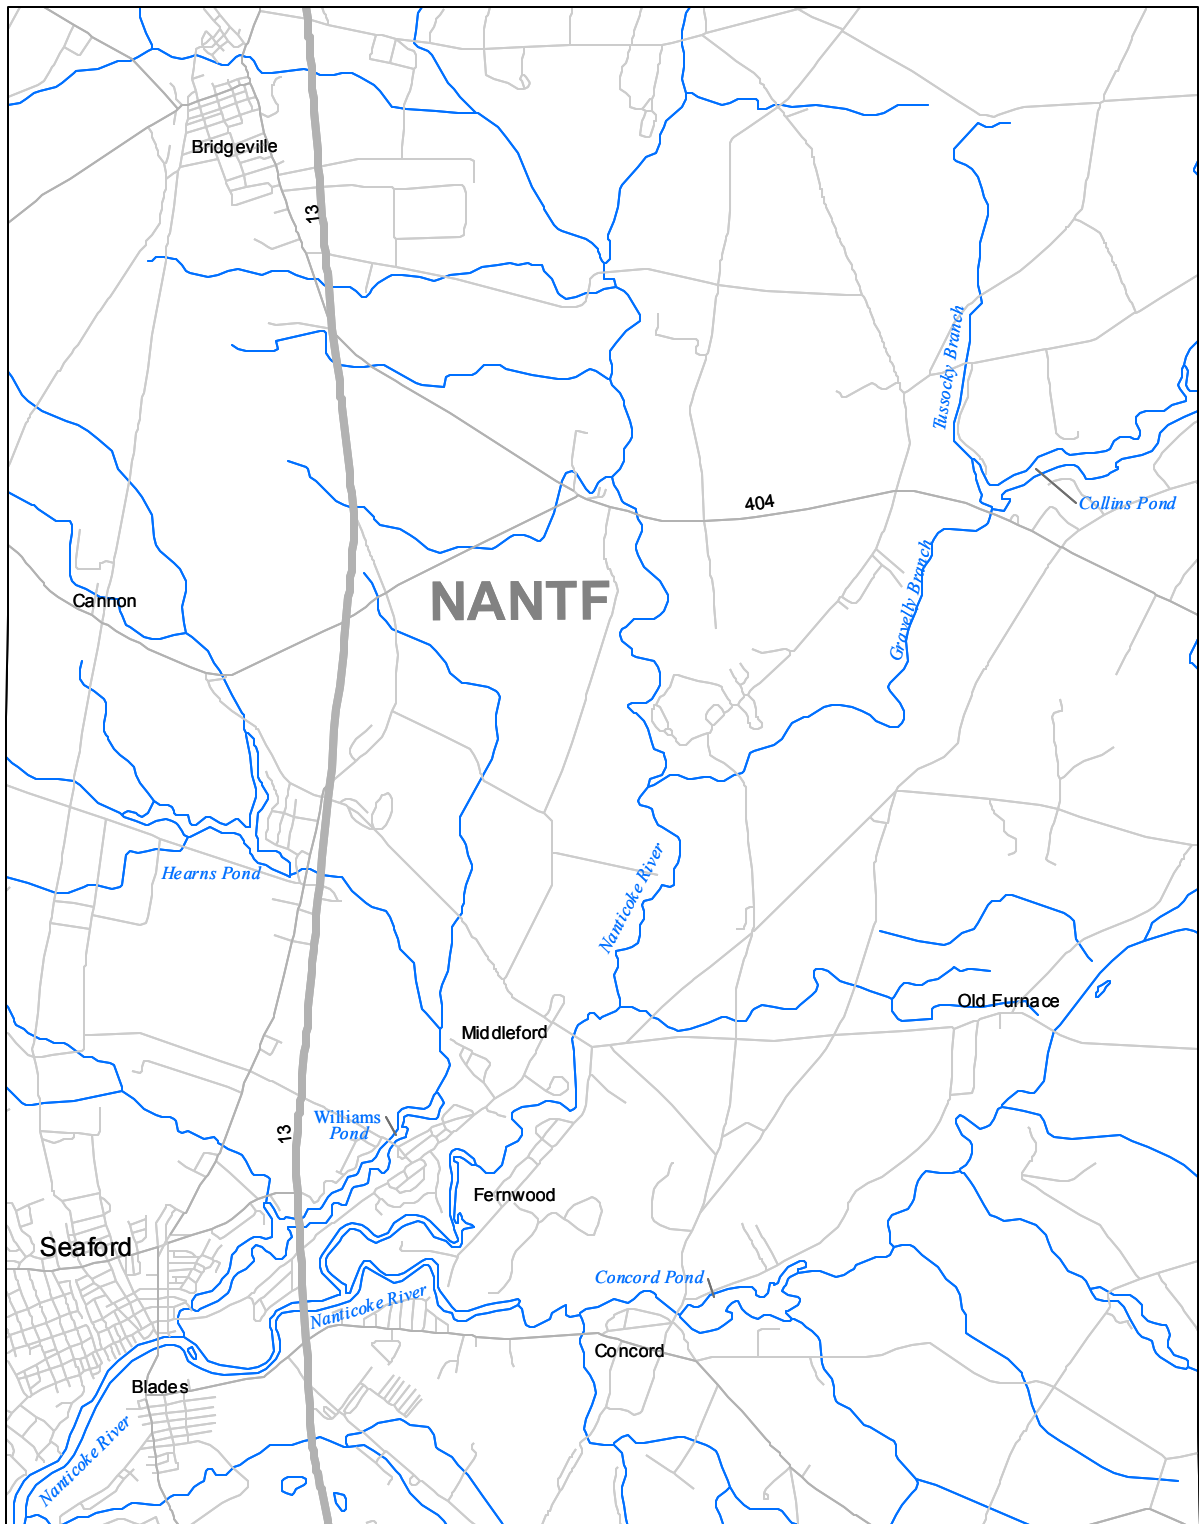 Bridgeville
13
Tussocky Branch
404
Collins Pond
Gravelly Branch
NANTF
Cannon
Hearns Pond
Nanticoke River
Old Furnace
Middleford
Williams
Pond
13
Fernwood
Seaford
Concord Pond
Nanticoke River
Concord
Blades
Nanticoke River